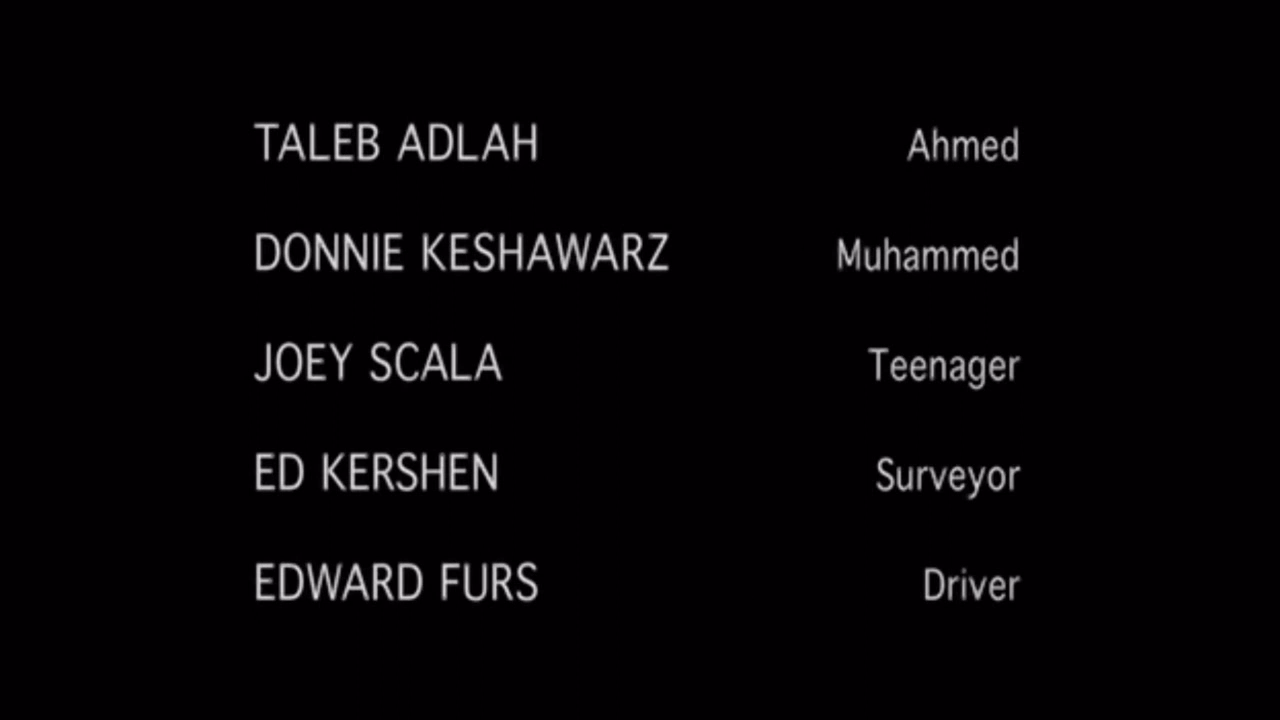 TALEB ADLAH Ahmed
DONNIE KESHAWARZ Muhammed
JOEY SCALA Teenager
ED KERSHEN Surveyor
EDWARD FURS Driver